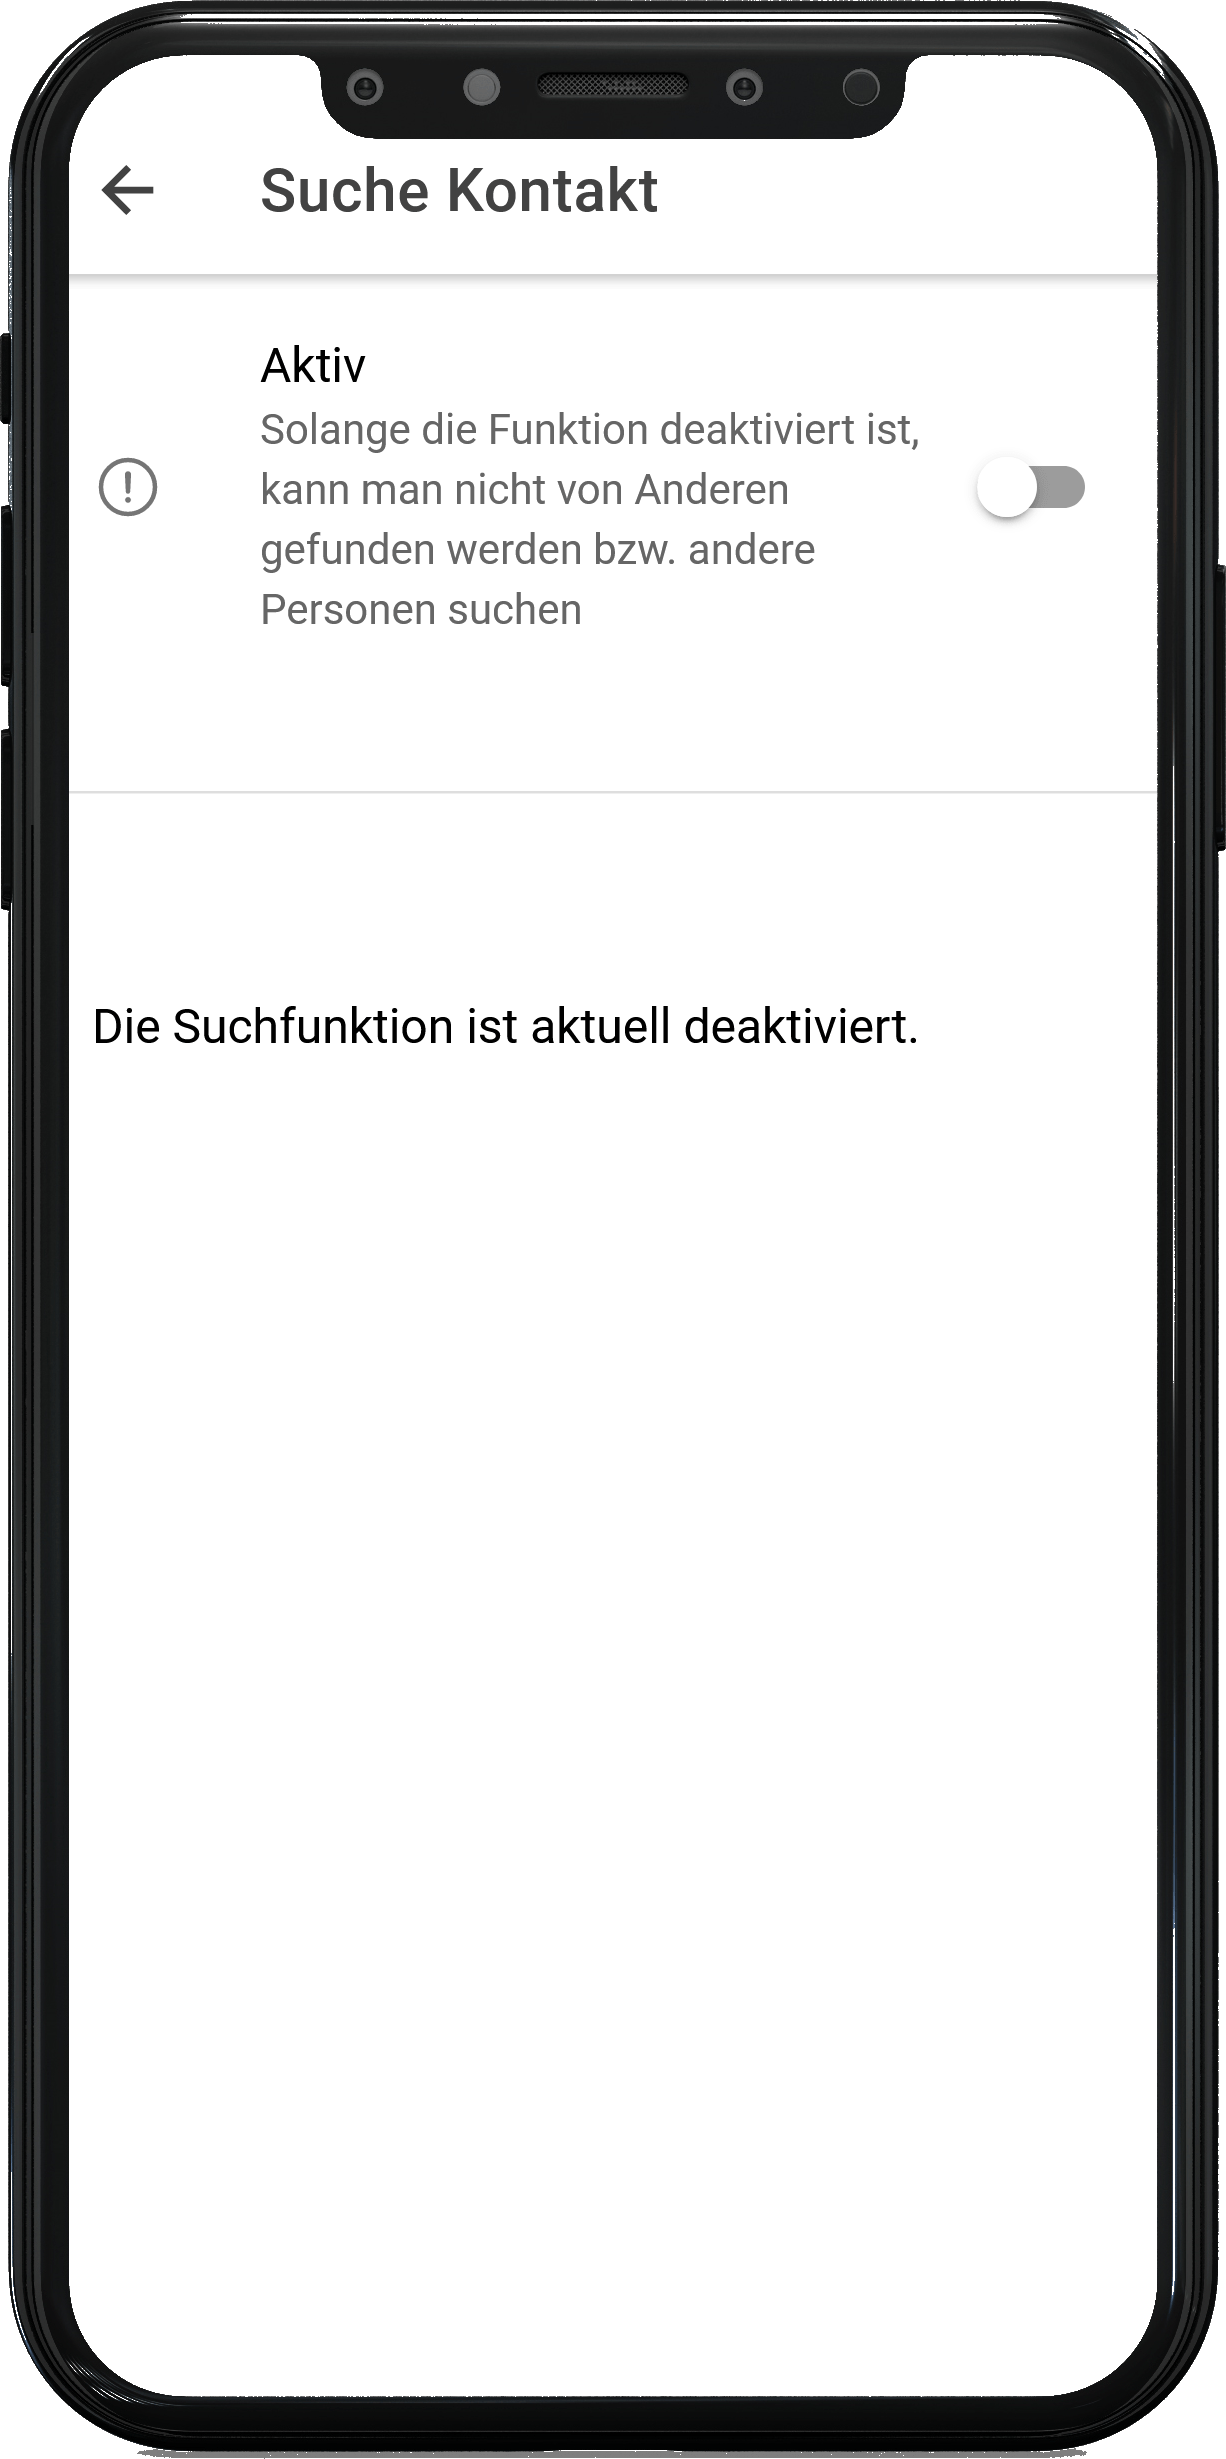 Suche Kontakt
Aktiv
Solange die Funktion deaktiviert ist,
kann man nicht von Anderen
gefunden werden bzw. andere
Personen suchen
Die Suchfunktion ist aktuell deaktiviert.